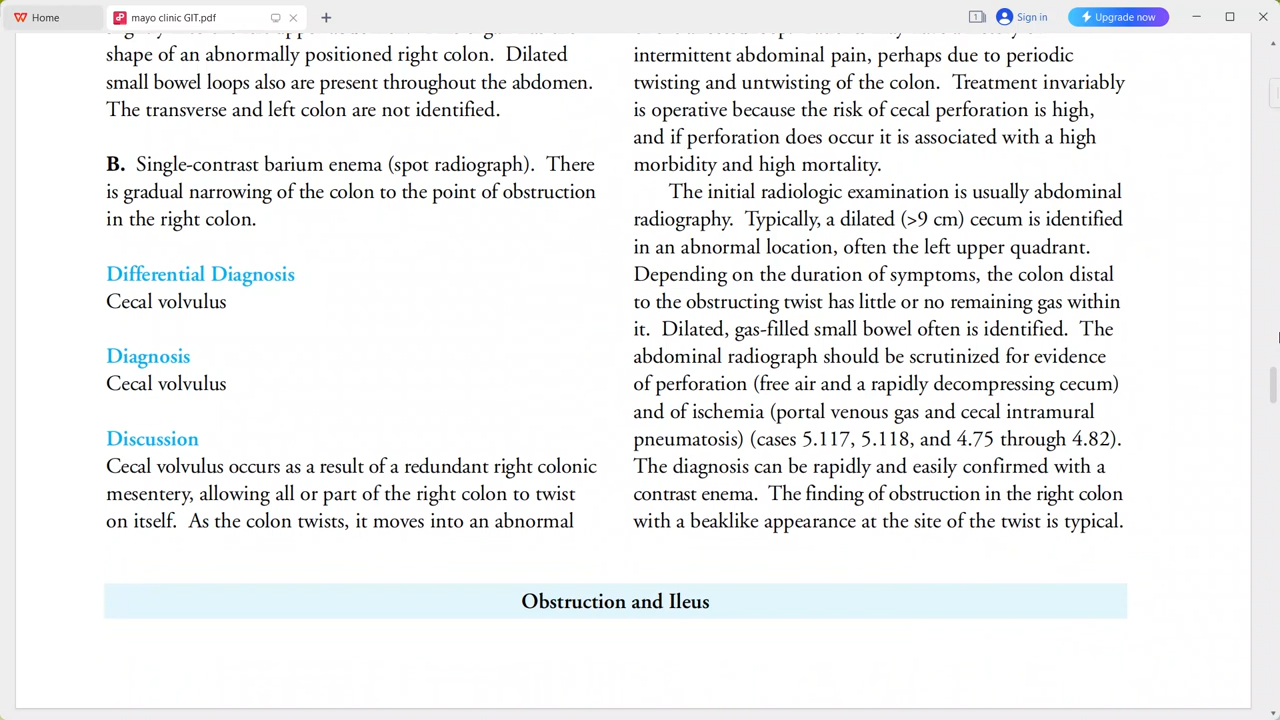 Home
mayo clinic GIT.pdf
1
Sign in
Upgrade now
shape of an abnormally positioned right colon. Dilated
small bowel loops also are present throughout the abdomen.
The transverse and left colon are not identified.
B. Single-contrast barium enema (spot radiograph). There
is gradual narrowing of the colon to the point of obstruction
in the right colon.
Differential Diagnosis
Cecal volvulus
Diagnosis
Cecal volvulus
Discussion
Cecal volvulus occurs as a result of a redundant right colonic
mesentery, allowing all or part of the right colon to twist
on itself. As the colon twists, it moves into an abnormal
intermittent abdominal pain, perhaps due to periodic
twisting and untwisting of the colon. Treatment invariably
is operative because the risk of cecal perforation is high,
and if perforation does occur it is associated with a high
morbidity and high mortality.
The initial radiologic examination is usually abdominal
radiography. Typically, a dilated (>9 cm) cecum is identified
in an abnormal location, often the left upper quadrant.
Depending on the duration of symptoms, the colon distal
to the obstructing twist has little or no remaining gas within
it. Dilated, gas-filled small bowel often is identified. The
abdominal radiograph should be scrutinized for evidence
of perforation (free air and a rapidly decompressing cecum)
and of ischemia (portal venous gas and cecal intramural
pneumatosis) (cases 5.117, 5.118, and 4.75 through 4.82).
The diagnosis can be rapidly and easily confirmed with a
contrast enema. The finding of obstruction in the right colon
with a beaklike appearance at the site of the twist is typical.
Obstruction and Ileus